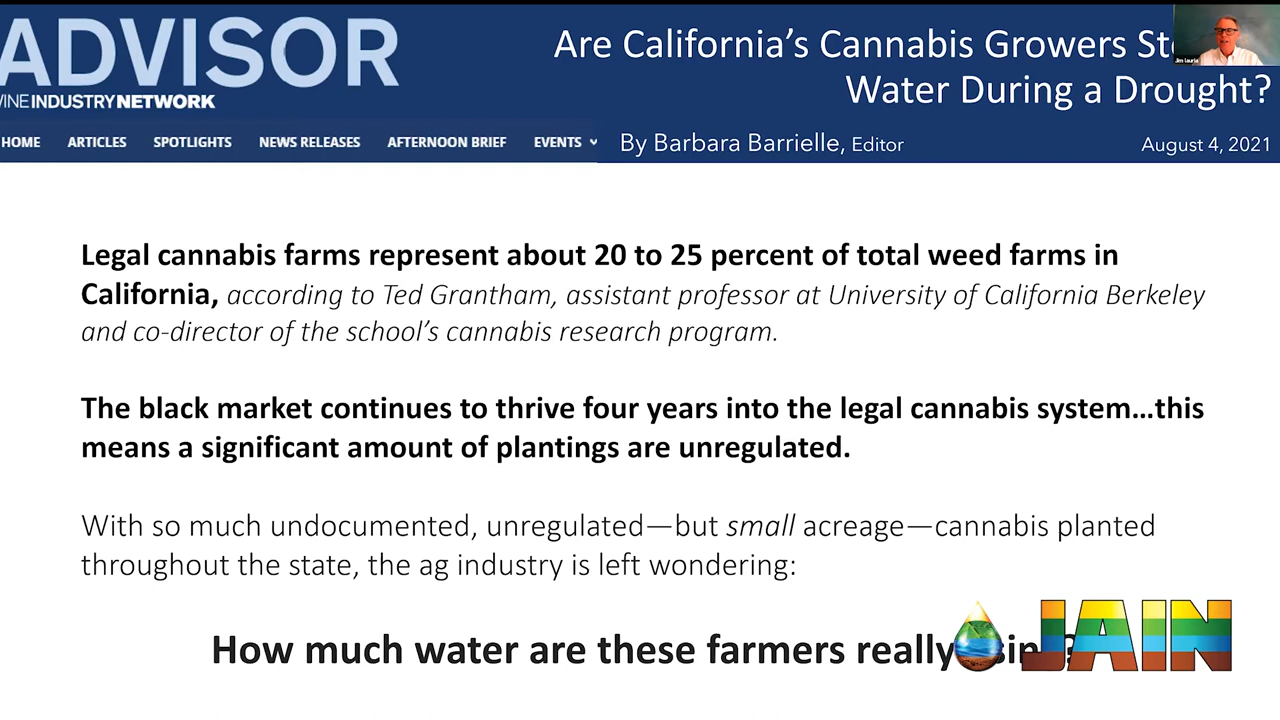 ADVISOR
INE INDUSTRY NETWORK
HOME ARTICLES SPOTLIGHTS NEWS RELEASES AFTERNOON BRIEF EVENTS
Are California's Cannabis Growers
Water During a Drought?
By Barbara Barrielle, Editor
August 4, 2021
Jim Lauria
Legal cannabis farms represent about 20 to 25 percent of total weed farms in
California, according to Ted Grantham, assistant professor at University of California Berkeley
and co-director of the school's cannabis research program.
The black market continues to thrive four years into the legal cannabis system…this
means a significant amount of plantings are unregulated.
With so much undocumented, unregulated—but small acreage—cannabis planted
throughout the state, the ag industry is left wondering:
How much water are these farmers really
JAIN